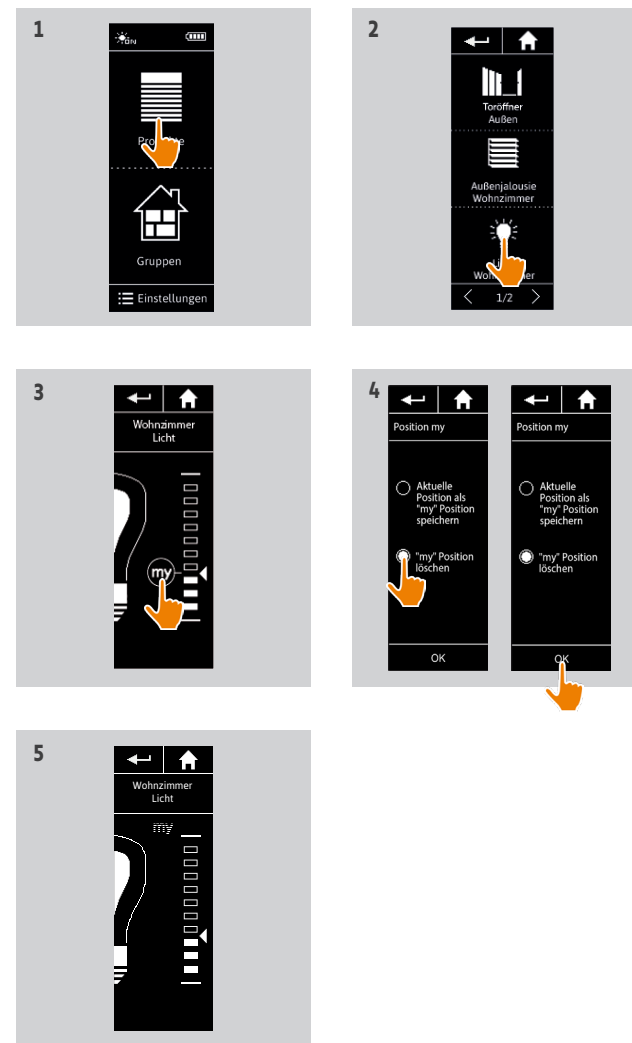 1
ON
Gruppen
Einstellungen
2
Toröffner
Außen
Außenjalousie
Wohnzimmer
1/2
3
Wohnzimmer
Licht
my
4
Position my
Aktuelle
Position als
"my" Position
speichern
"my" Position
löschen
OK
Position my
Aktuelle
Position als
"my" Position
speichern
"my" Position
löschen
OK
5
Wohnzimmer
Licht
my